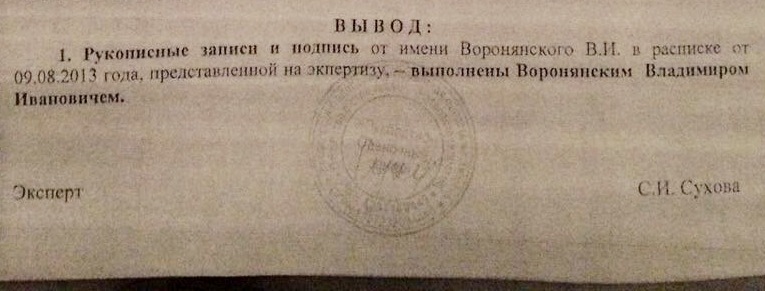 ВЫВОД:
1. Рукописные записи и подпись от имени Воронянского В.И. в расписке от
09.08.2013 года, представленной на экпертизу, – выполнены Воронянским Владимиром
Ивановичем.
Эксперт
С.И. Сухова